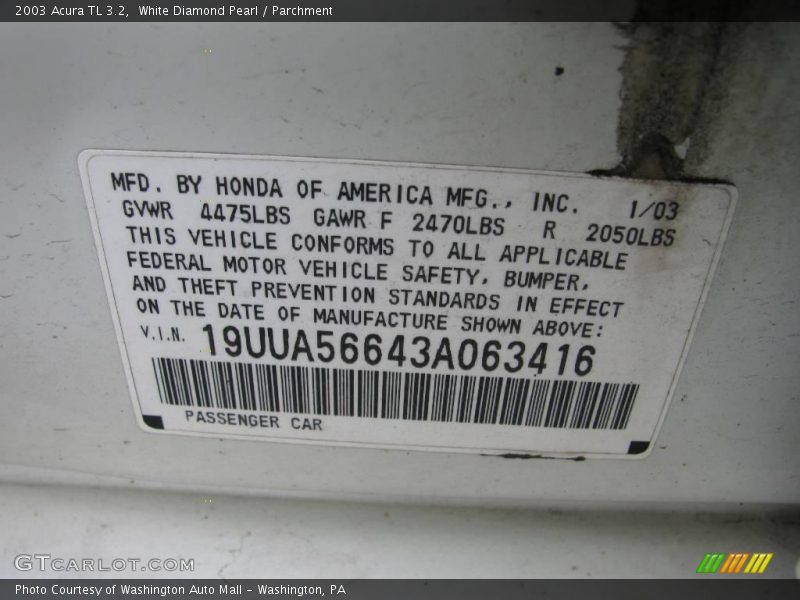 2003 Acura TL 3.2, White Diamond Pearl / Parchment
MFD. BY HONDA OF AMERICA MFG., INC. 1/03
GVWR 4475LBS GAWR F 2470LBS R 2050LBS
THIS VEHICLE CONFORMS TO ALL APPLICABLE
FEDERAL MOTOR VEHICLE SAFETY, BUMPER,
AND THEFT PREVENTION STANDARDS IN EFFECT
ON THE DATE OF MANUFACTURE SHOWN ABOVE:
V.I.N. 19UUA56643A063416
PASSENGER CAR
GTCARLOT.COM
Photo Courtesy of Washington Auto Mall - Washington, PA